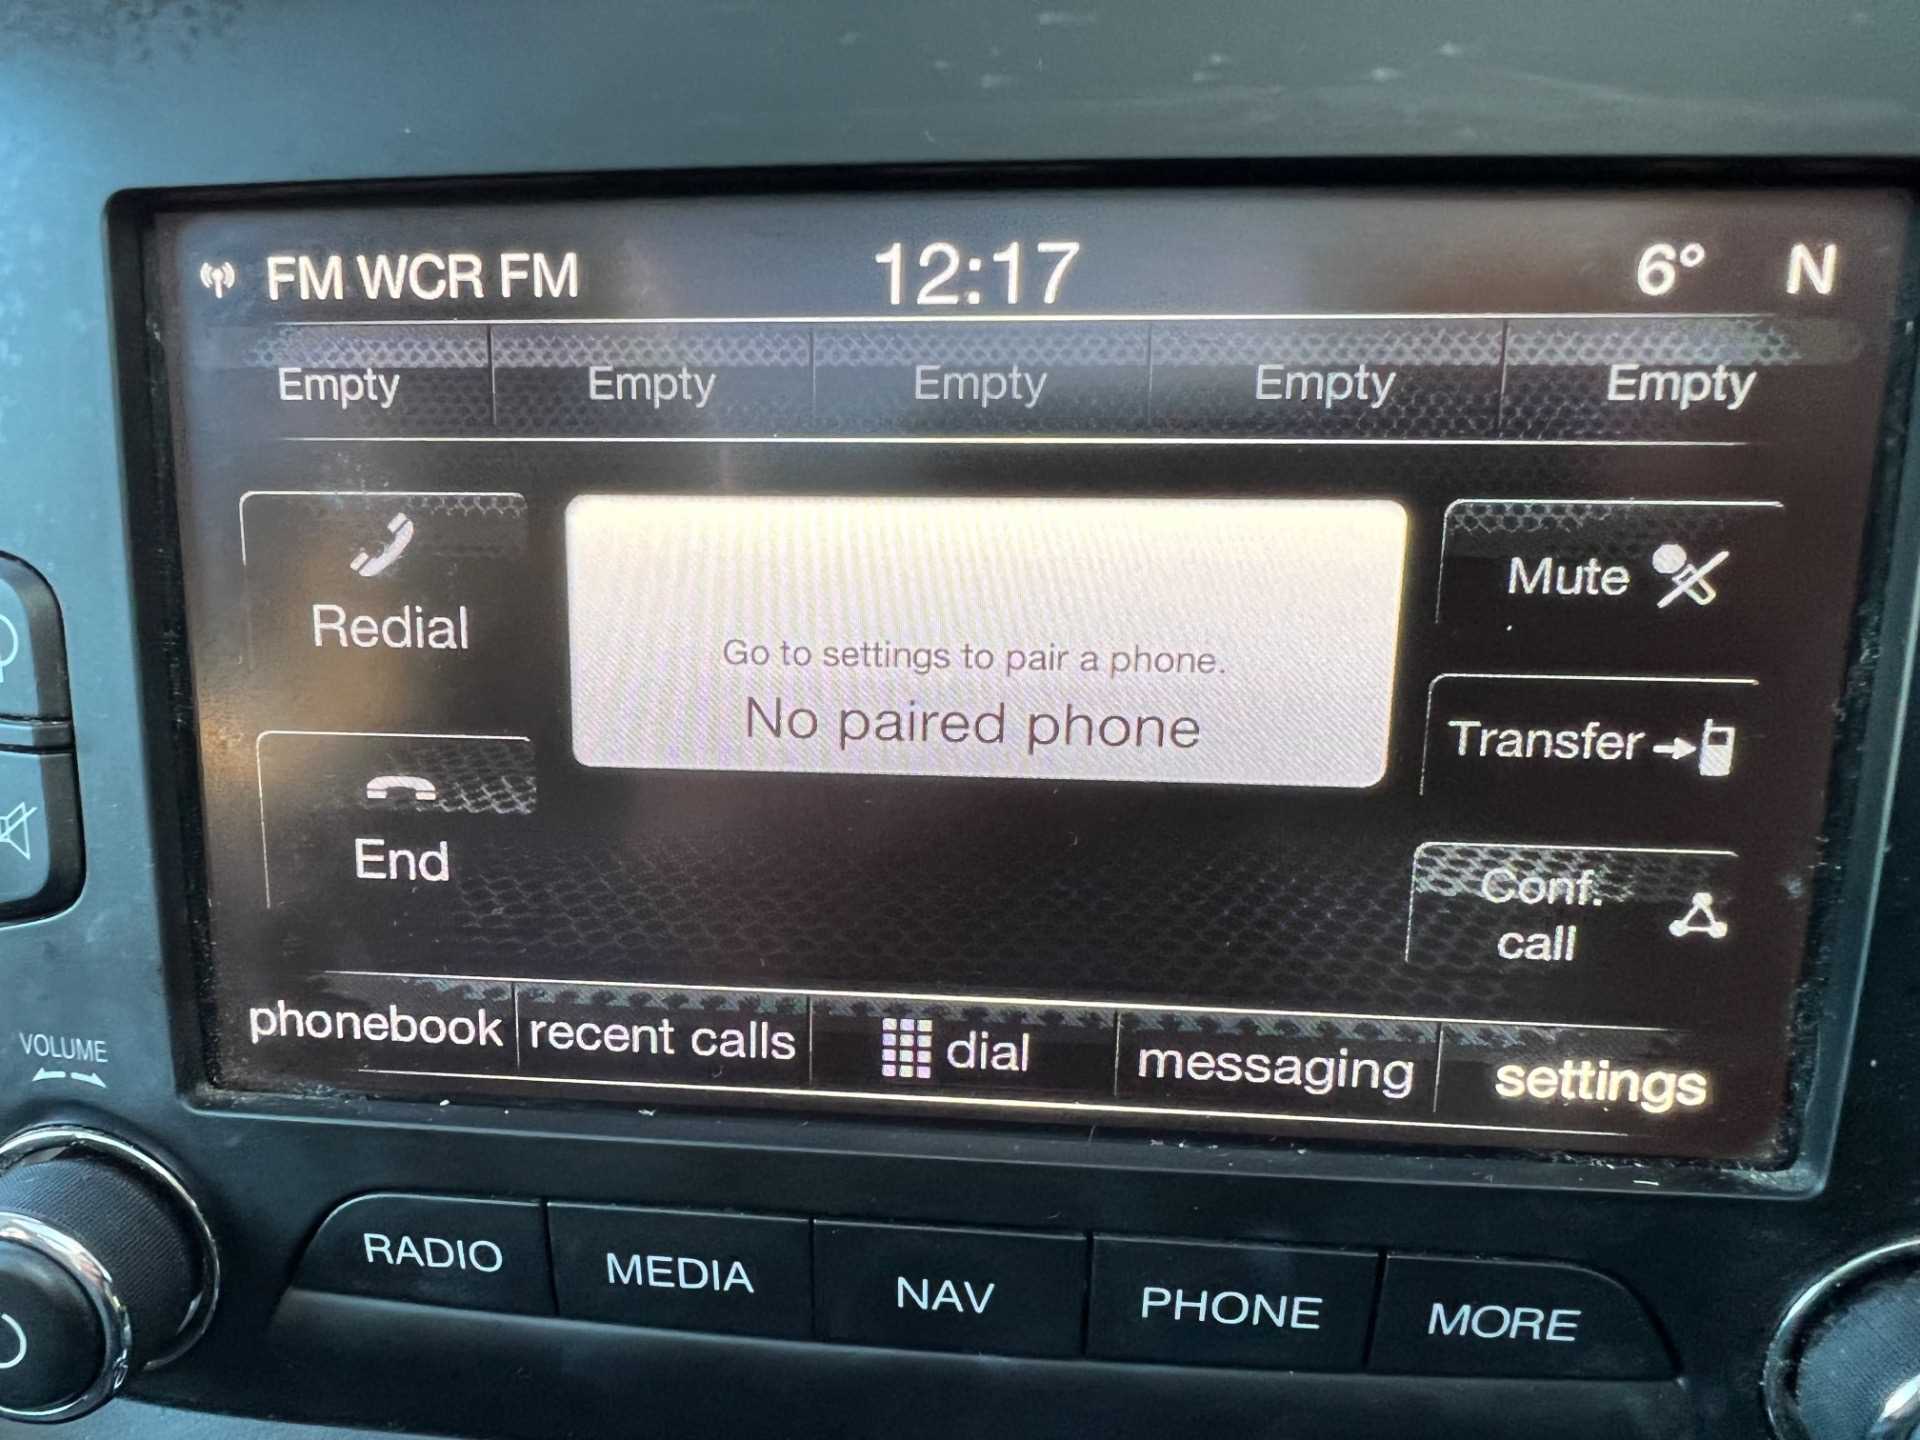 FM WCR FM 12:17 6° N
Empty Empty Empty Empty Empty
Redial
Go to settings to pair a phone.
No paired phone
Mute
Transfer
End
Conf.
call
phonebook recent calls dial messaging settings
VOLUME
RADIO MEDIA NAV PHONE MORE